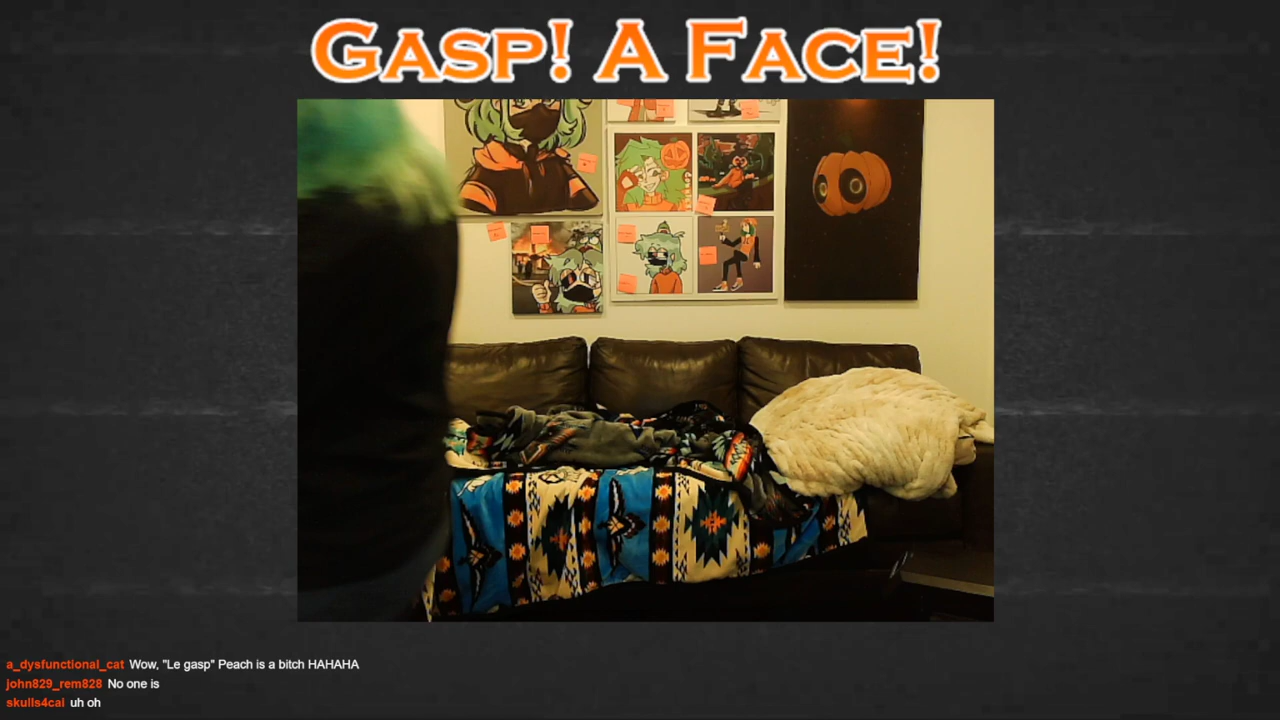 Gasp! A Face!
a_dysfunctional_cat Wow, "Le gasp" Peach is a bitch HAHAHA
john829_rem828 No one is
skulls4cai uh oh